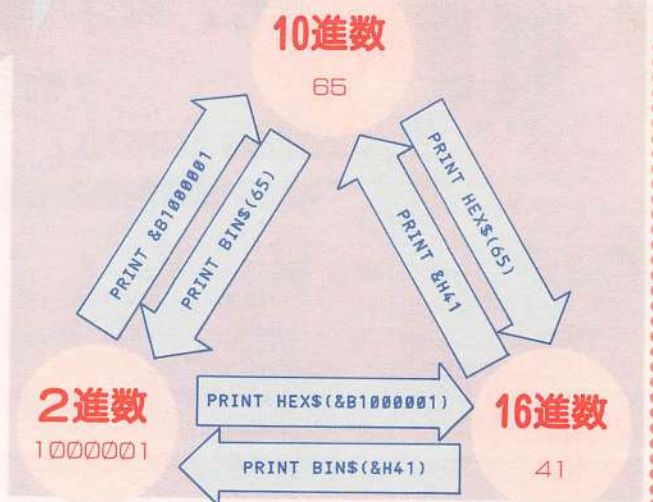 10進数
65
PRINT &B1000001
PRINT BIN$(65)
PRINT HEX$(65)
PRINT &H41
2進数
1000001
PRINT HEX$(&B1000001)
PRINT BIN$(&H41)
16進数
41